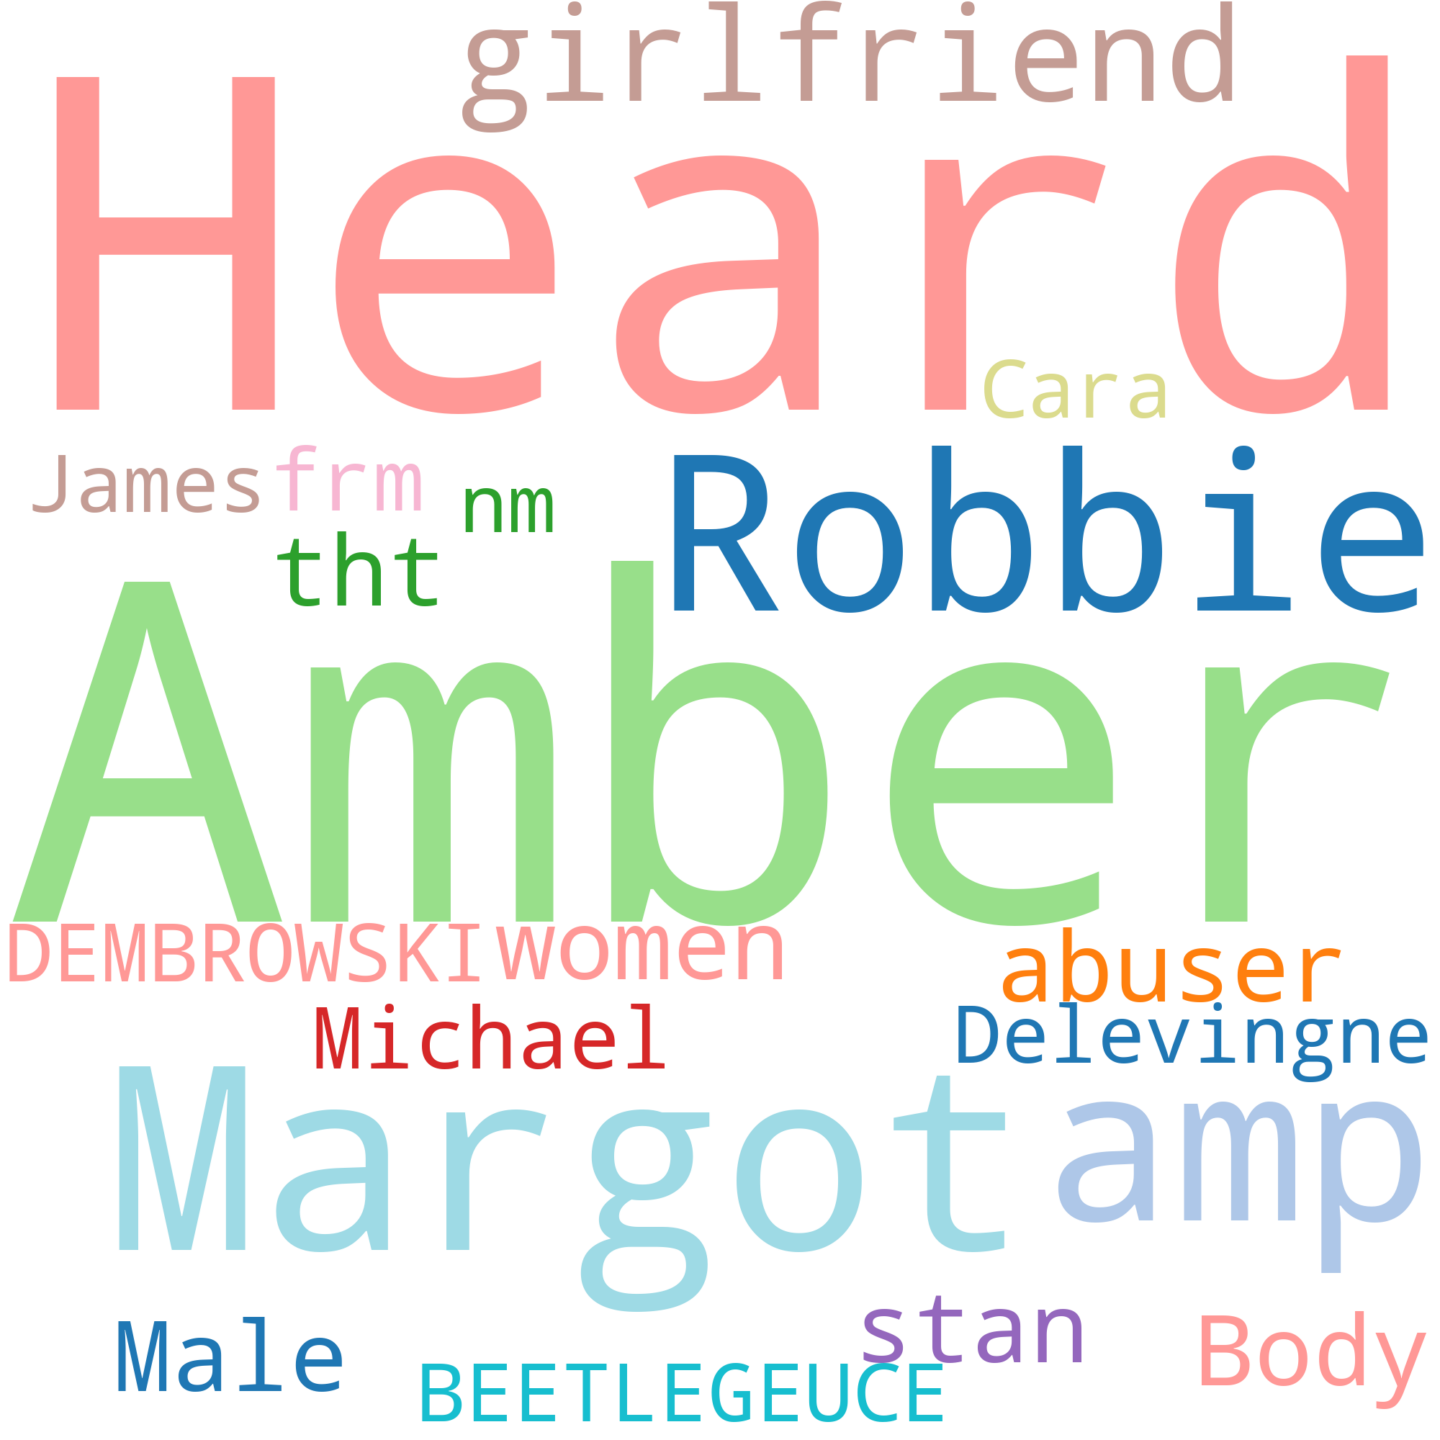 girlfriend
Heard
Cara
James frm nm Robbie
tht
Amber
DEMBROWSKI women abuser
Michael Delevingne
Margot amp
Male stan Body
BEETLEGEUCE